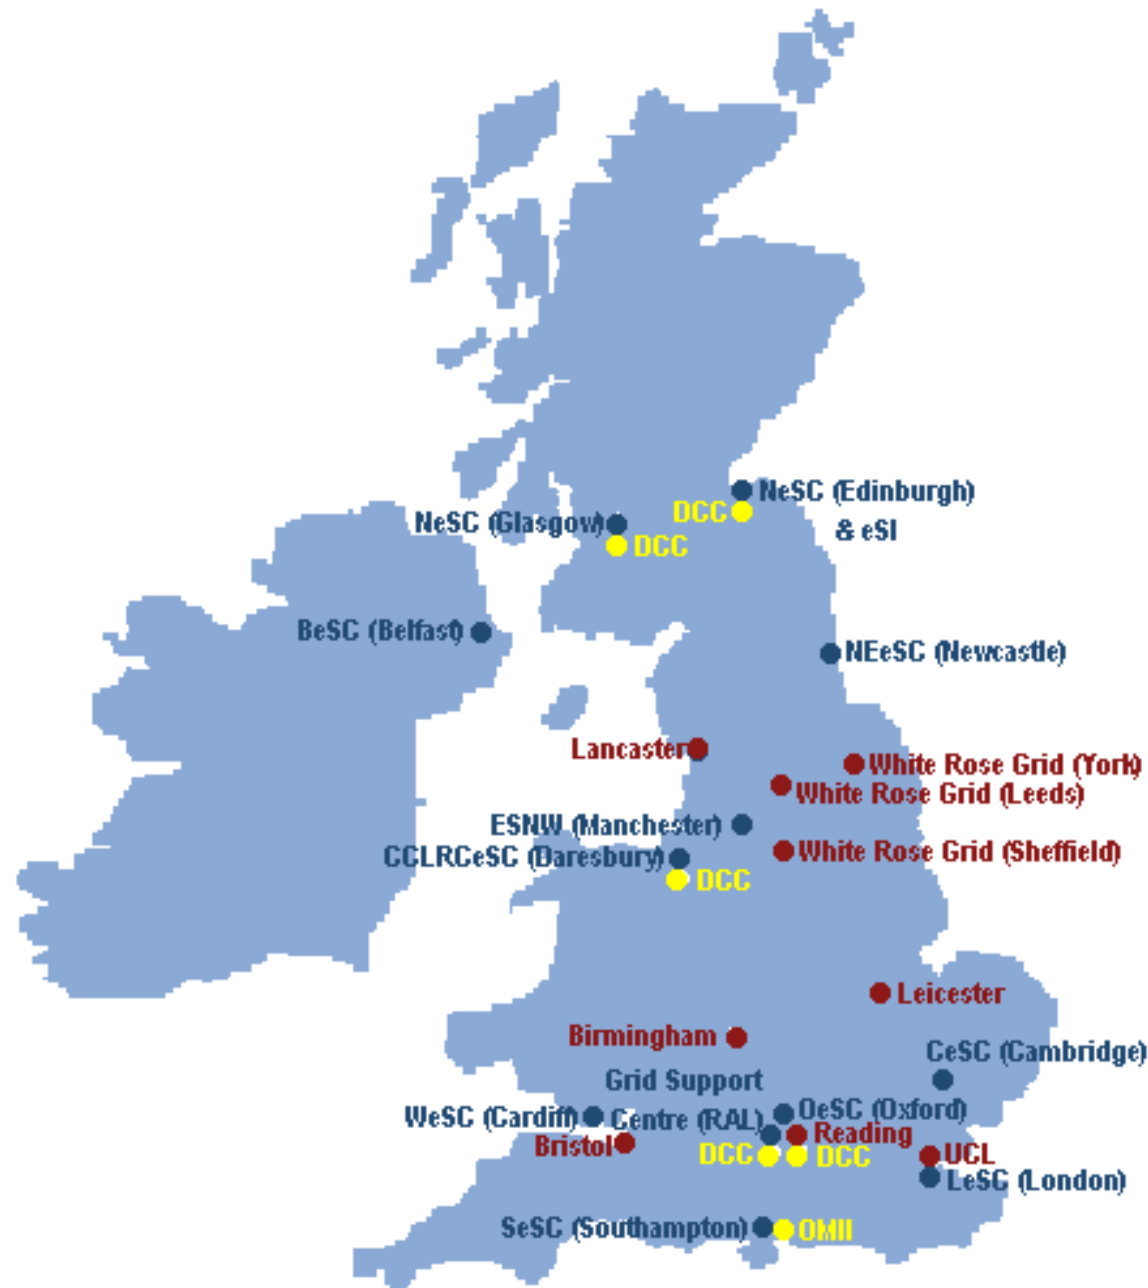 NeSC (Edinburgh)
DCC
& eSI
NeSC (Glasgow)
DCC
BeSC (Belfast)
NEeSC (Newcastle)
Lancaster
White Rose Grid (York)
White Rose Grid (Leeds)
ESNW (Manchester)
White Rose Grid (Sheffield)
CCLRCeSC (Daresbury)
DCC
Leicester
Birmingham
CeSC (Cambridge)
Grid Support
Centre (RAL)
OeSC (Oxford)
WeSC (Cardiff)
Reading
Bristol
DCC
DCC
UCL
LeSC (London)
SeSC (Southampton)
OMII